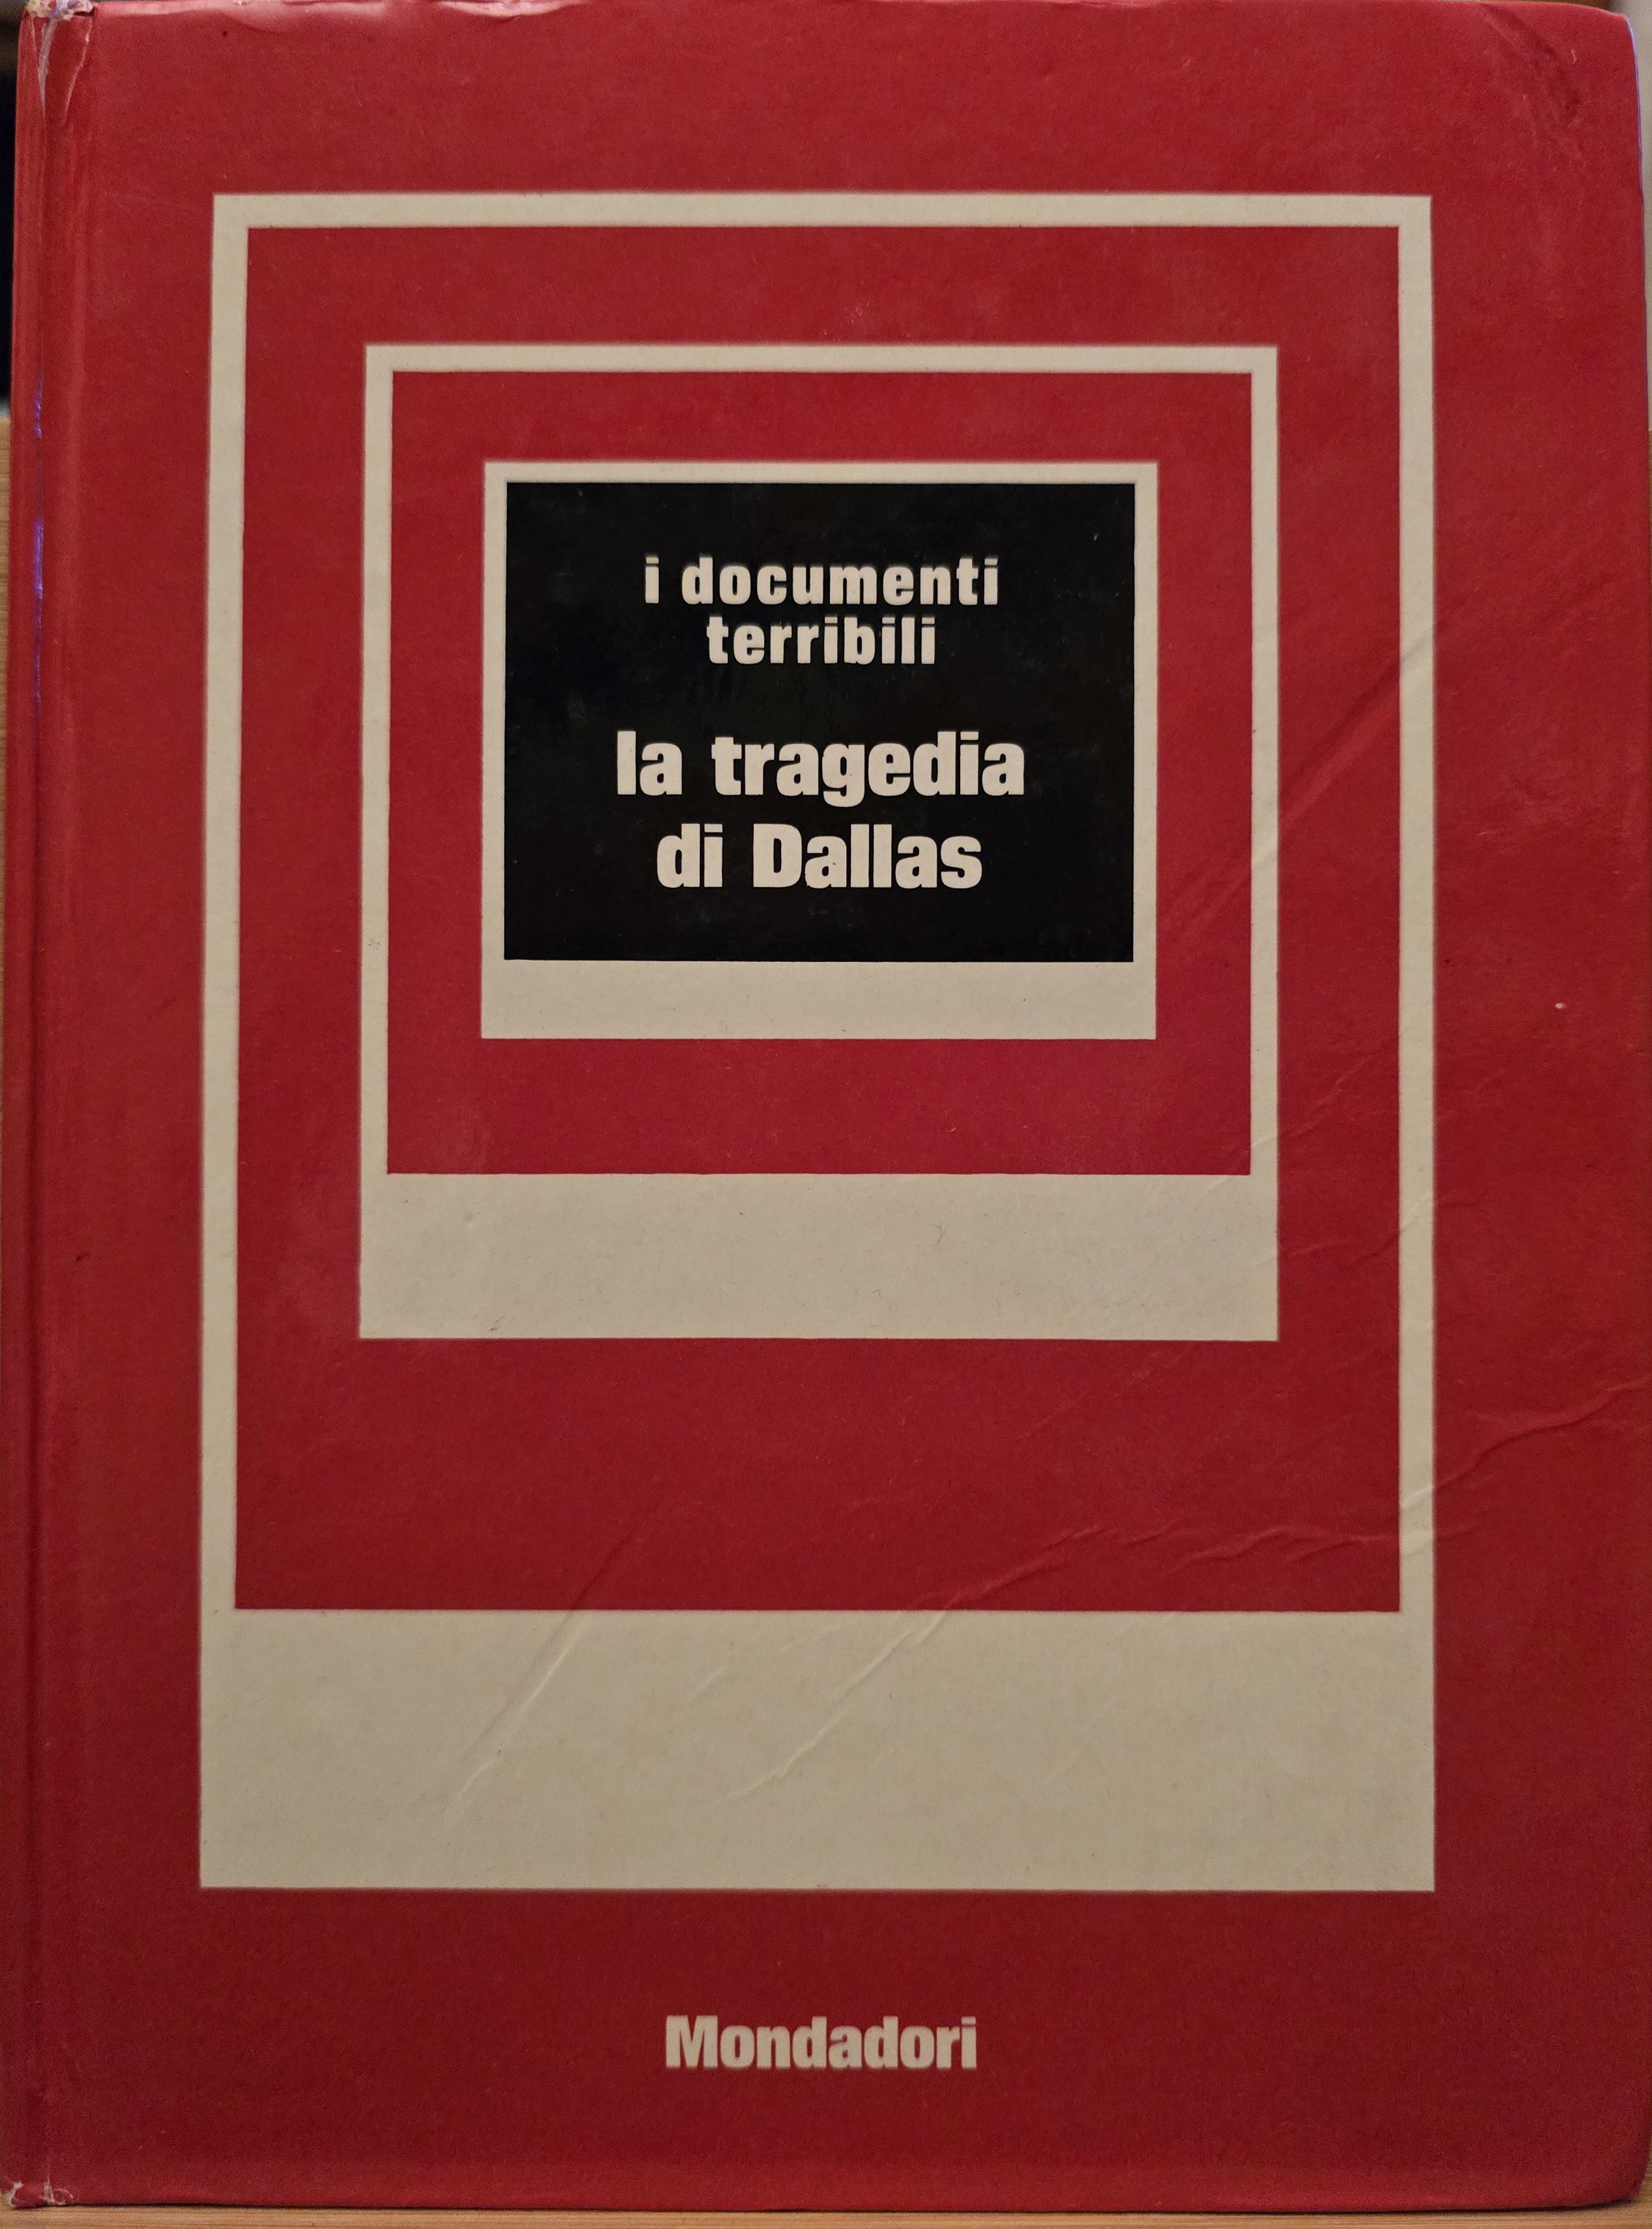 i documenti
terribili
la tragedia
di Dallas
Mondadori